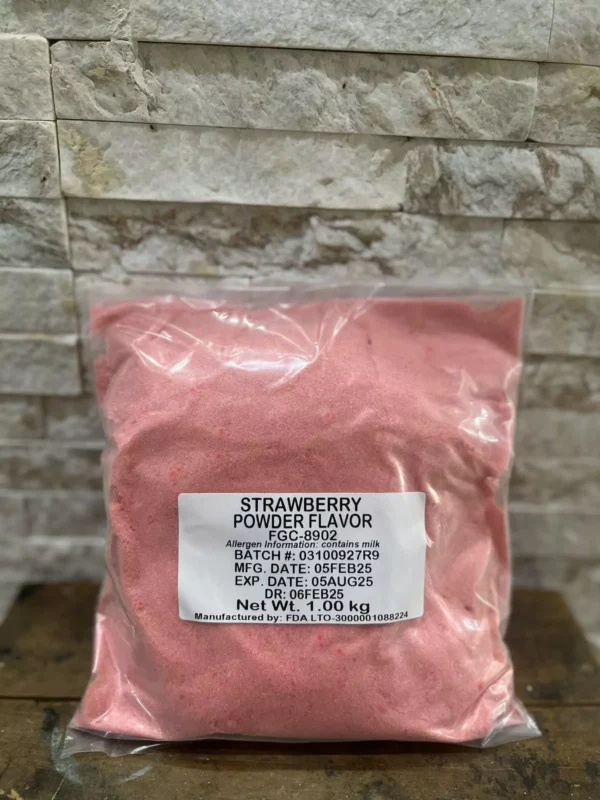 STRAWBERRY
POWDER FLAVOR
FGC-8902
Allergen Information: contains milk
BATCH #: 03100927R9
MFG. DATE: 05FEB25
EXP. DATE: 05AUG25
DR: 06FEB25
Net Wt. 1.00 kg
Manufactured by: FDA LTO-3000001088224